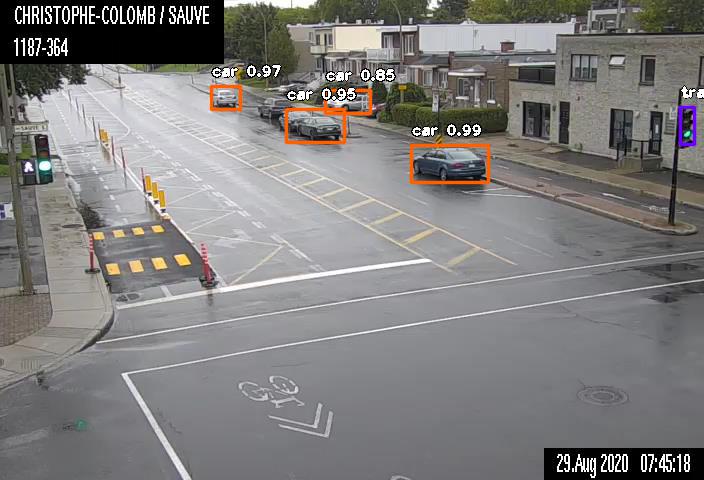 CHRISTOPHE-COLOMB / SAUVE
1187-364
car 0.97
car 0.85
car 0.95
tra
car 0.99
SAUVE
29.Aug 2020 07:45:18